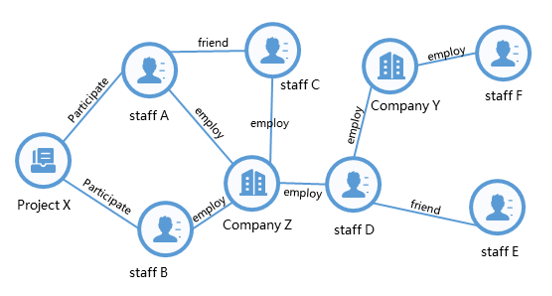 friend
employ
staff C
Participate
staff A
employ
employ
Company Y
staff F
employ
employ
Participate
Project X
employ
employ
Company Z
staff D
friend
staff B
staff E